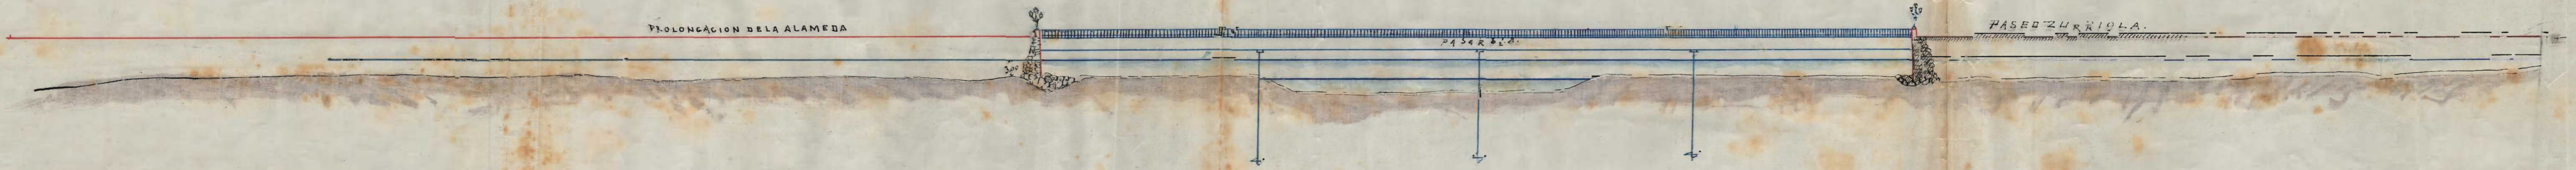 PROLONGACION DE LA ALAMEDA
PASEO ZURRIOLA.
PASARELA.